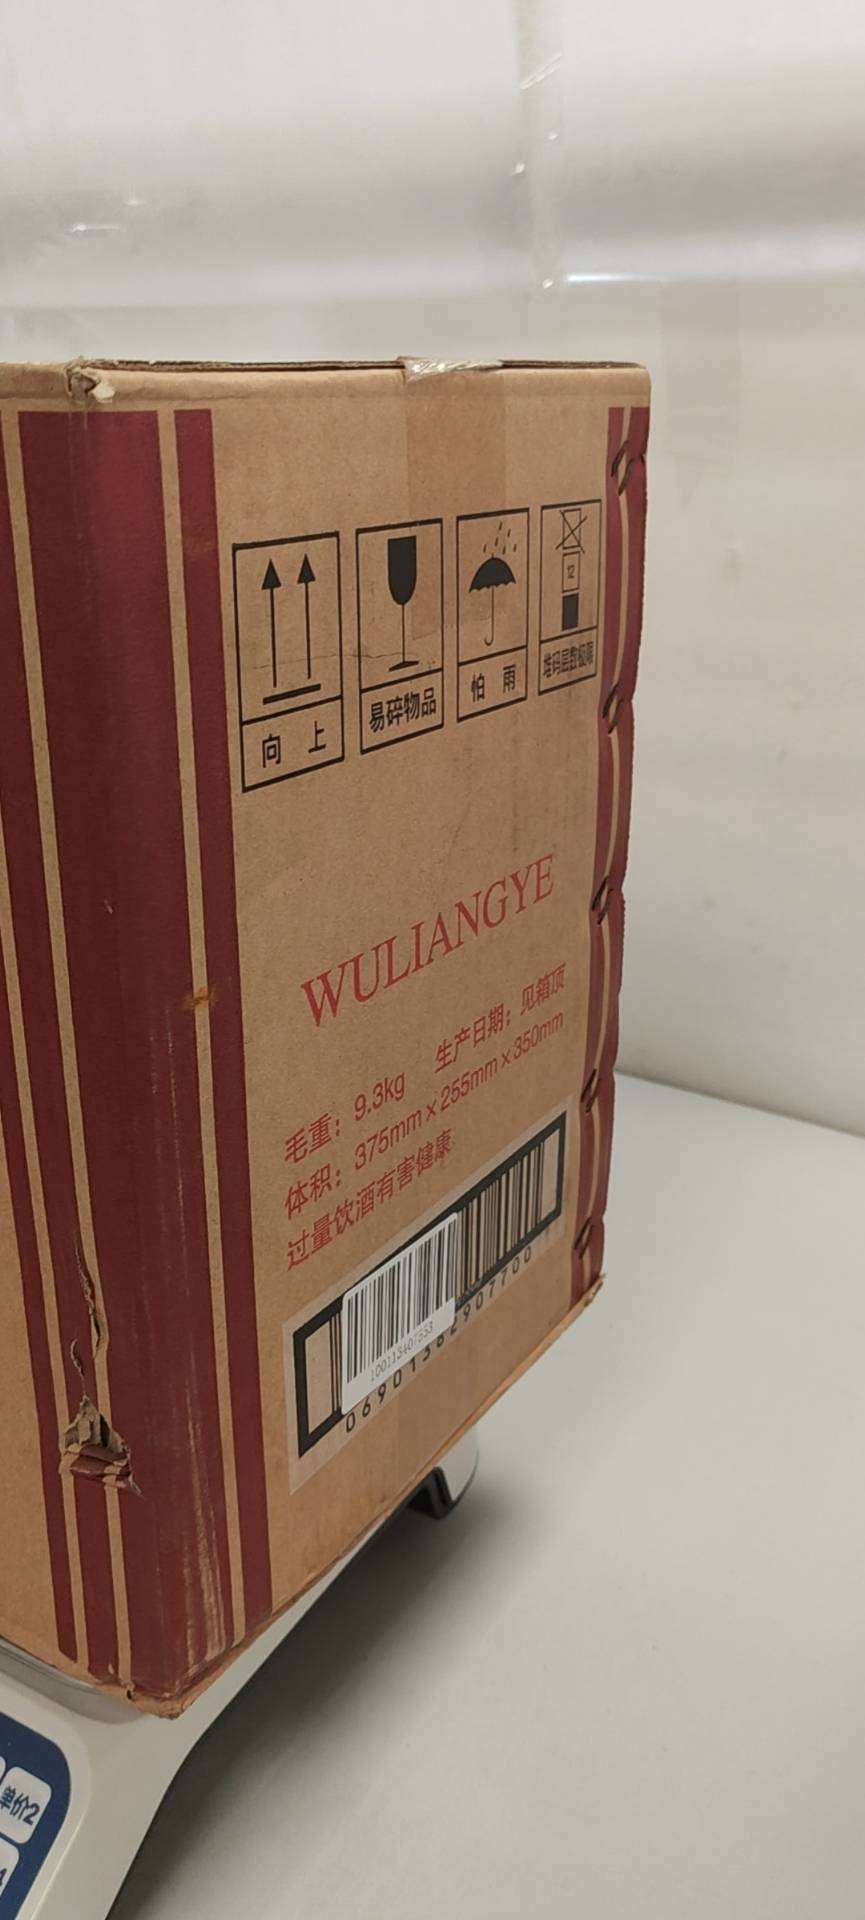 向 上
易碎物品
怕 雨
12
堆码层数极限
WULIANGYE
毛重：9.3kg 生产日期：见箱顶
体积：375mm×255mm×350mm
过量饮酒有害健康
单价2